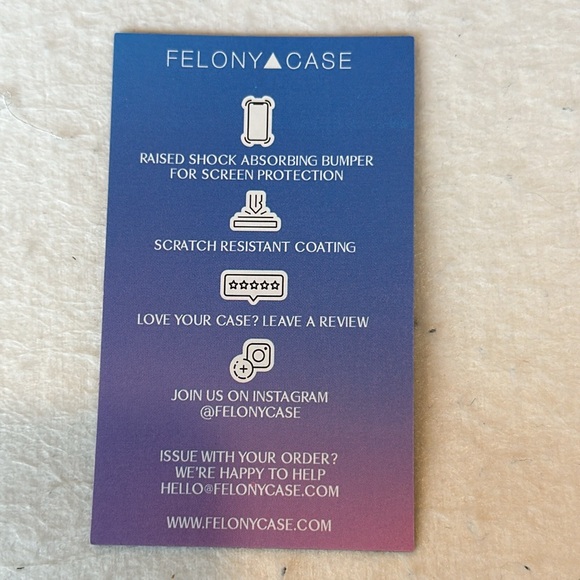 FELONY▲CASE
RAISED SHOCK ABSORBING BUMPER
FOR SCREEN PROTECTION
SCRATCH RESISTANT COATING
LOVE YOUR CASE? LEAVE A REVIEW
JOIN US ON INSTAGRAM
@FELONYCASE
ISSUE WITH YOUR ORDER?
WE'RE HAPPY TO HELP
HELLO@FELONYCASE.COM
WWW.FELONYCASE.COM